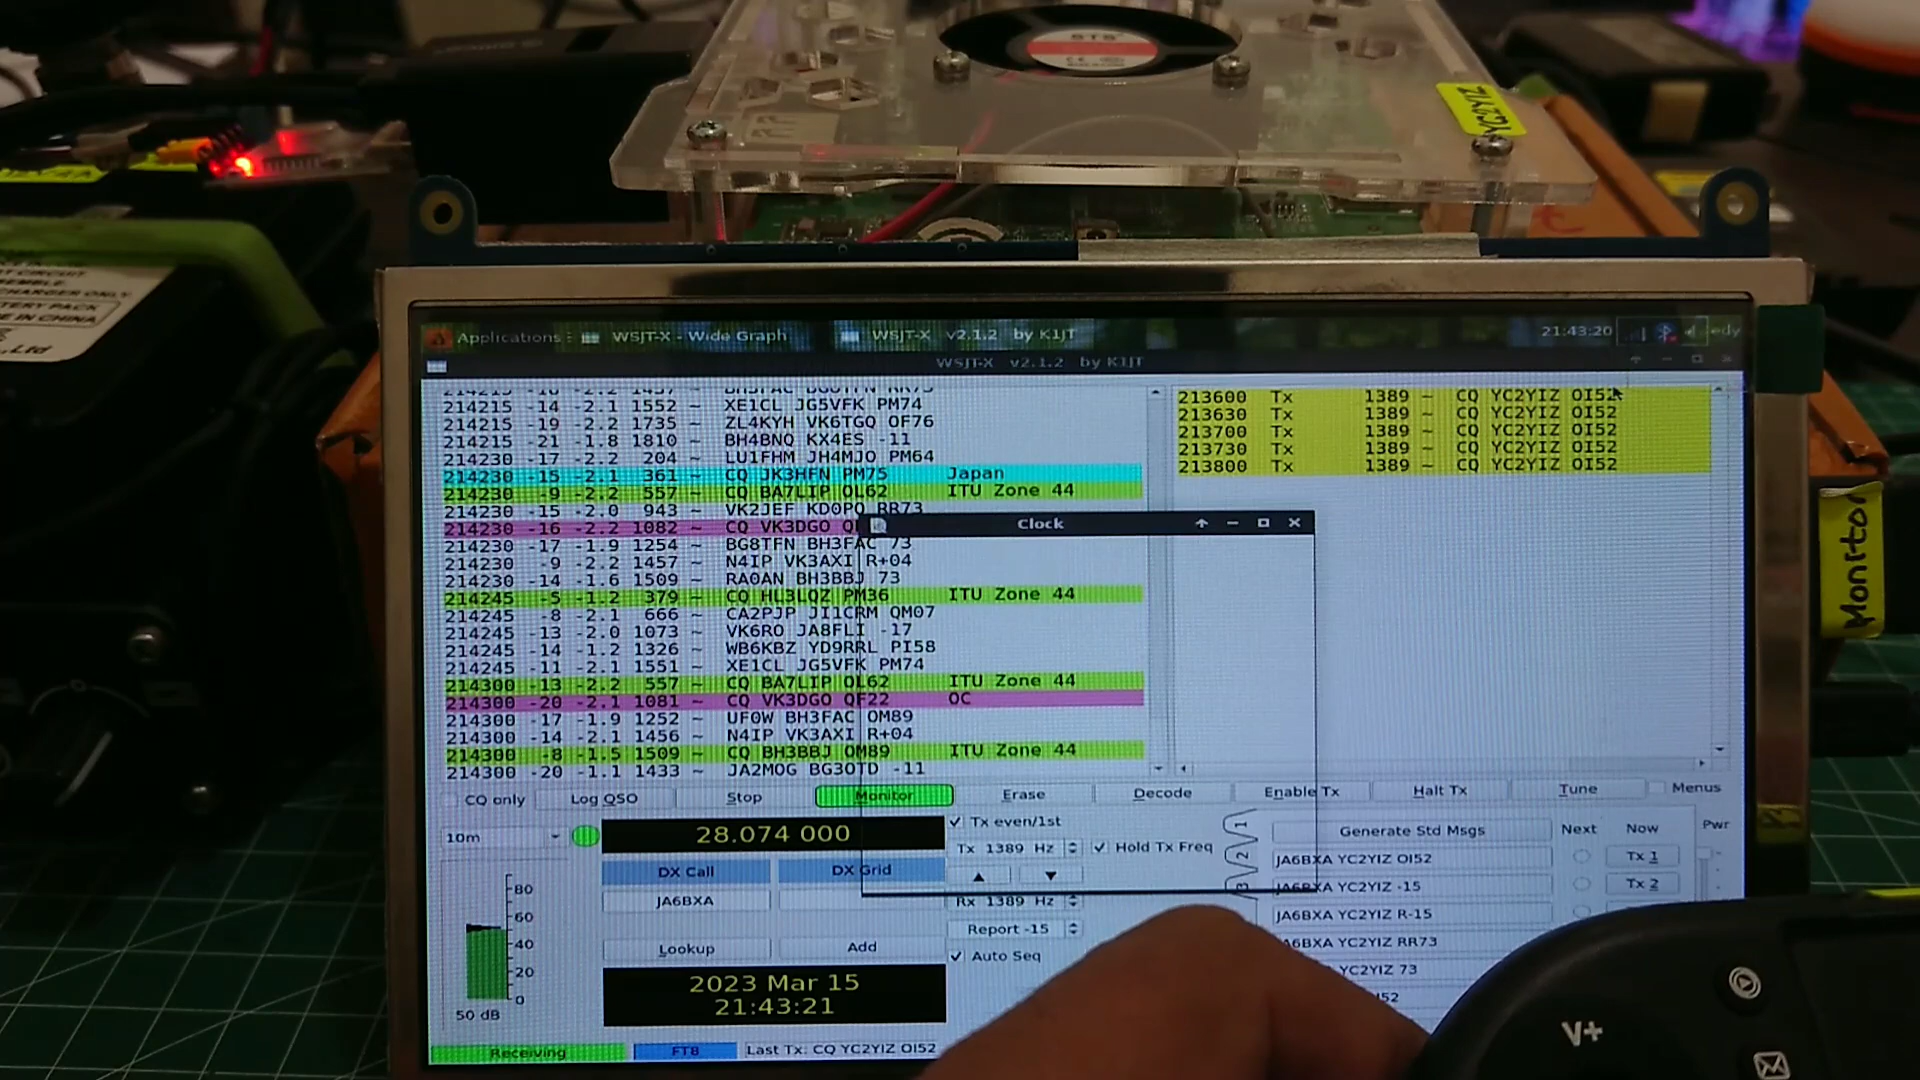 STS
YC2YIZ
BATTERY PACK
Applications
WSJT-X - Wide Graph
WSJT-X v2.1.2 by K1JT
21:43:20
edy
WSJT-X v2.1.2 by K1JT
214215 -14 -2.1 1552 ~ XE1CL JG5VFK PM74
214215 -19 -2.2 1735 ~ ZL4KYH VK6TGQ OF76
214215 -21 -1.8 1810 ~ BH4BNQ KX4ES -11
214230 -17 -2.2 204 ~ LU1FHM JH4MJO PM64
214230 -15 -2.1 361 ~ CQ JK3HFN PM75 Japan
214230 -9 -2.2 557 ~ CQ BA7LIP OL62 ITU Zone 44
214230 -15 -2.0 943 ~ VK2JEF KD0PQ RR73
214230 -16 -2.2 1082 ~ CQ VK3DGO
214230 -17 -1.9 1254 ~ BG8TFN BH3FAC 73
214230 -9 -2.2 1457 ~ N4IP VK3AXI R+04
214230 -14 -1.6 1509 ~ RA0AN BH3BBJ 73
214245 -5 -1.2 379 ~ CQ HL3LQZ PM36 ITU Zone 44
214245 -8 -2.1 666 ~ CA2PJP JI1CRM QM07
214245 -13 -2.0 1073 ~ VK6RO JA8FLI -17
214245 -14 -1.2 1326 ~ WB6KBZ YD9RRL PI58
214245 -11 -2.1 1551 ~ XE1CL JG5VFK PM74
214300 -13 -2.2 557 ~ CQ BA7LIP OL62 ITU Zone 44
214300 -20 -2.1 1081 ~ CQ VK3DGO QF22 OC
214300 -17 -1.9 1252 ~ UF0W BH3FAC OM89
214300 -14 -2.1 1456 ~ N4IP VK3AXI R+04
214300 -8 -1.5 1509 ~ CQ BH3BBJ OM89 ITU Zone 44
214300 -20 -1.1 1433 ~ JA2MOG BG3OTD -11
213600 Tx 1389 ~ CQ YC2YIZ OI52
213630 Tx 1389 ~ CQ YC2YIZ OI52
213700 Tx 1389 ~ CQ YC2YIZ OI52
213730 Tx 1389 ~ CQ YC2YIZ OI52
213800 Tx 1389 ~ CQ YC2YIZ OI52
Clock
Monitor
CQ only
Log QSO
Stop
Monitor
Erase
Decode
Enable Tx
Halt Tx
Tune
Menus
10m
28.074 000
Tx even/1st
Tx 1389 Hz
Hold Tx Freq
DX Call
DX Grid
JA6BXA
Rx 1389 Hz
Report -15
Auto Seq
Lookup
Add
2023 Mar 15
21:43:21
80
60
40
20
0
50 dB
1
2
3
Generate Std Msgs
Next
Now
Pwr
JA6BXA YC2YIZ OI52
Tx 1
JA6BXA YC2YIZ -15
Tx 2
JA6BXA YC2YIZ R-15
YC2YIZ RR73
YC2YIZ 73
Receiving
FT8
Last Tx: CQ YC2YIZ OI52
V+